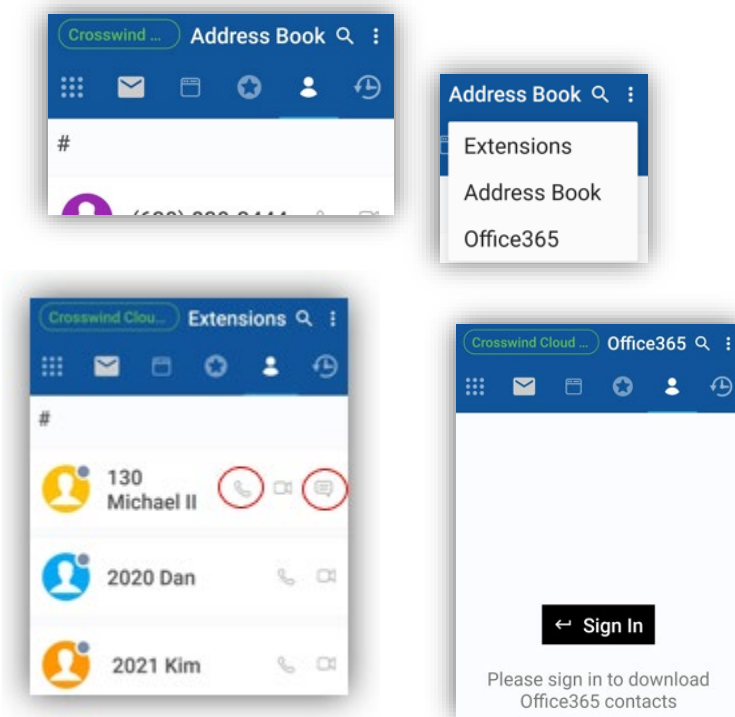 Crosswind ... Address Book
#
Address Book
Extensions
Address Book
Office365
Crosswind Clou... Extensions
#
130
Michael II
2020 Dan
2021 Kim
Crosswind Cloud ... Office365
Sign In
Please sign in to download
Office365 contacts